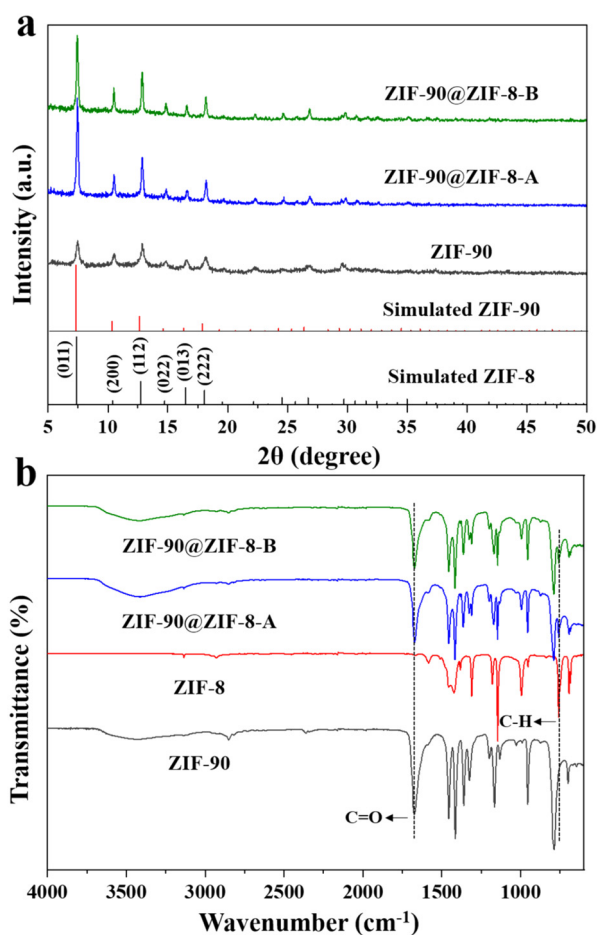 a
ZIF-90@ZIF-8-B
ZIF-90@ZIF-8-A
ZIF-90
Simulated ZIF-90
Simulated ZIF-8
(011)
(200)
(112)
(022)
(013)
(222)
Intensity (a.u.)
5 10 15 20 25 30 35 40 45 50
2θ (degree)
b
ZIF-90@ZIF-8-B
ZIF-90@ZIF-8-A
ZIF-8
C-H
ZIF-90
C=O
Transmittance (%)
4000 3500 3000 2500 2000 1500 1000
Wavenumber (cm⁻¹)